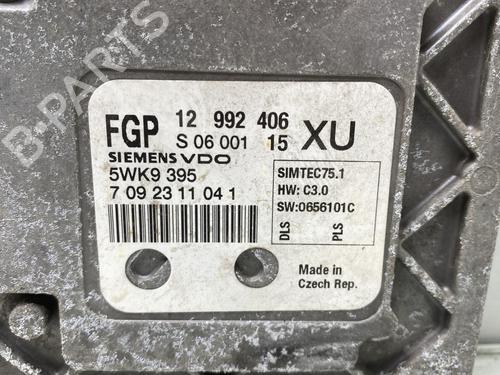 B-PARTS
FGP 12 992 406 XU
S 06 001 15
SIEMENS VDO
5WK9 395
7 09 23 11 04 1
SIMTEC75.1
HW: C3.0
SW:0656101C
DLS
PLS
Made in
Czech Rep.